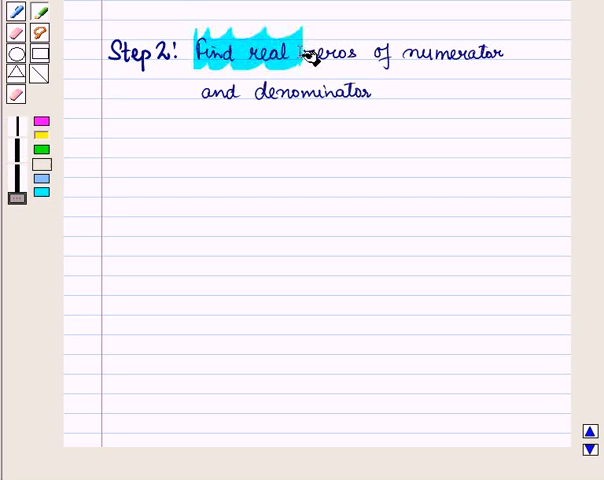 Step 2: Find real zeros of numerator
and denominator